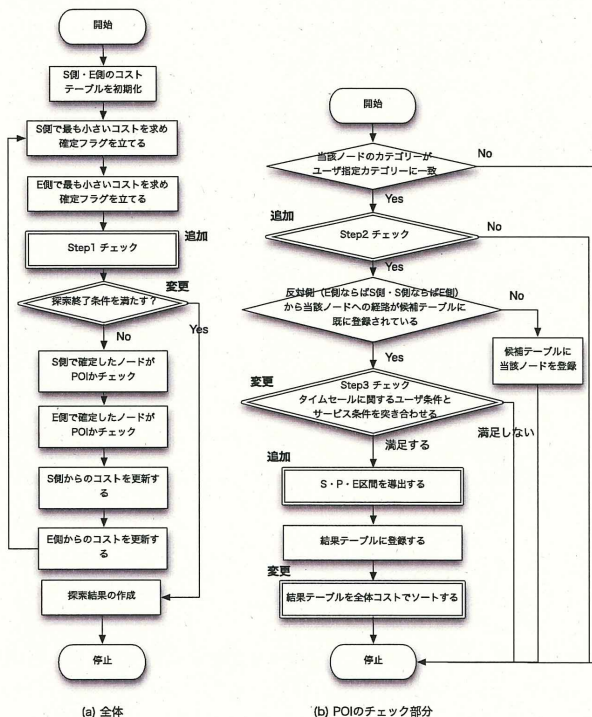 開始
S側・E側のコスト
テーブルを初期化
S側で最も小さいコストを求め
確定フラグを立てる
E側で最も小さいコストを求め
確定フラグを立てる
追加
Step1 チェック
変更
探索終了条件を満たす?
No
Yes
S側で確定したノードが
POIかチェック
E側で確定したノードが
POIかチェック
S側からのコストを更新す
る
E側からのコストを更新す
る
探索結果の作成
停止
(a) 全体
開始
当該ノードのカテゴリーが
ユーザ指定カテゴリーに一致
No
Yes
追加
Step2 チェック
No
Yes
反対側(E側ならばS側・S側ならばE側)
から当該ノードへの経路が候補テーブルに
既に登録されている
No
Yes
候補テーブルに
当該ノードを登録
変更
Step3 チェック
タイムセールに関するユーザ条件と
サービス条件を突き合わせる
満足する
満足しない
追加
S・P・E区間を導出する
結果テーブルに登録する
変更
結果テーブルを全体コストでソートする
停止
(b) POIのチェック部分